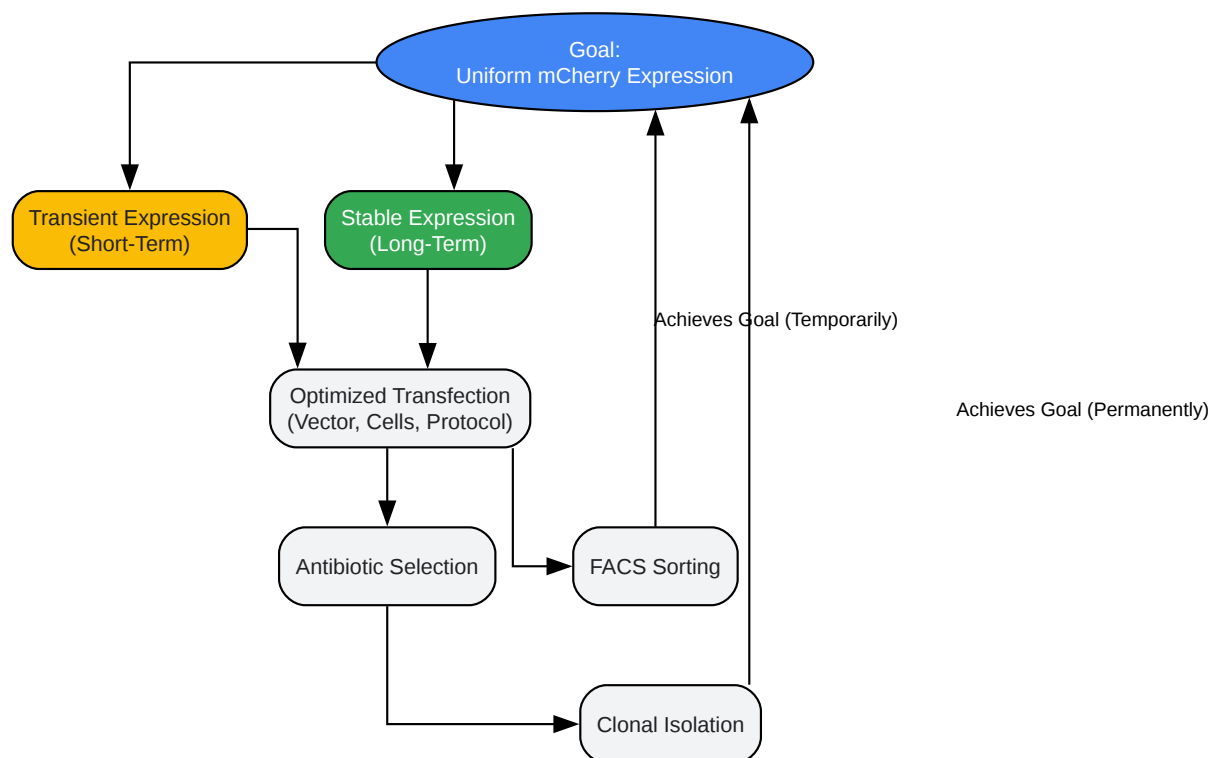 Goal:
Uniform mCherry Expression
Transient Expression
(Short-Term)
Stable Expression
(Long-Term)
Achieves Goal (Temporarily)
Optimized Transfection
(Vector, Cells, Protocol)
Achieves Goal (Permanently)
Antibiotic Selection
FACS Sorting
Clonal Isolation